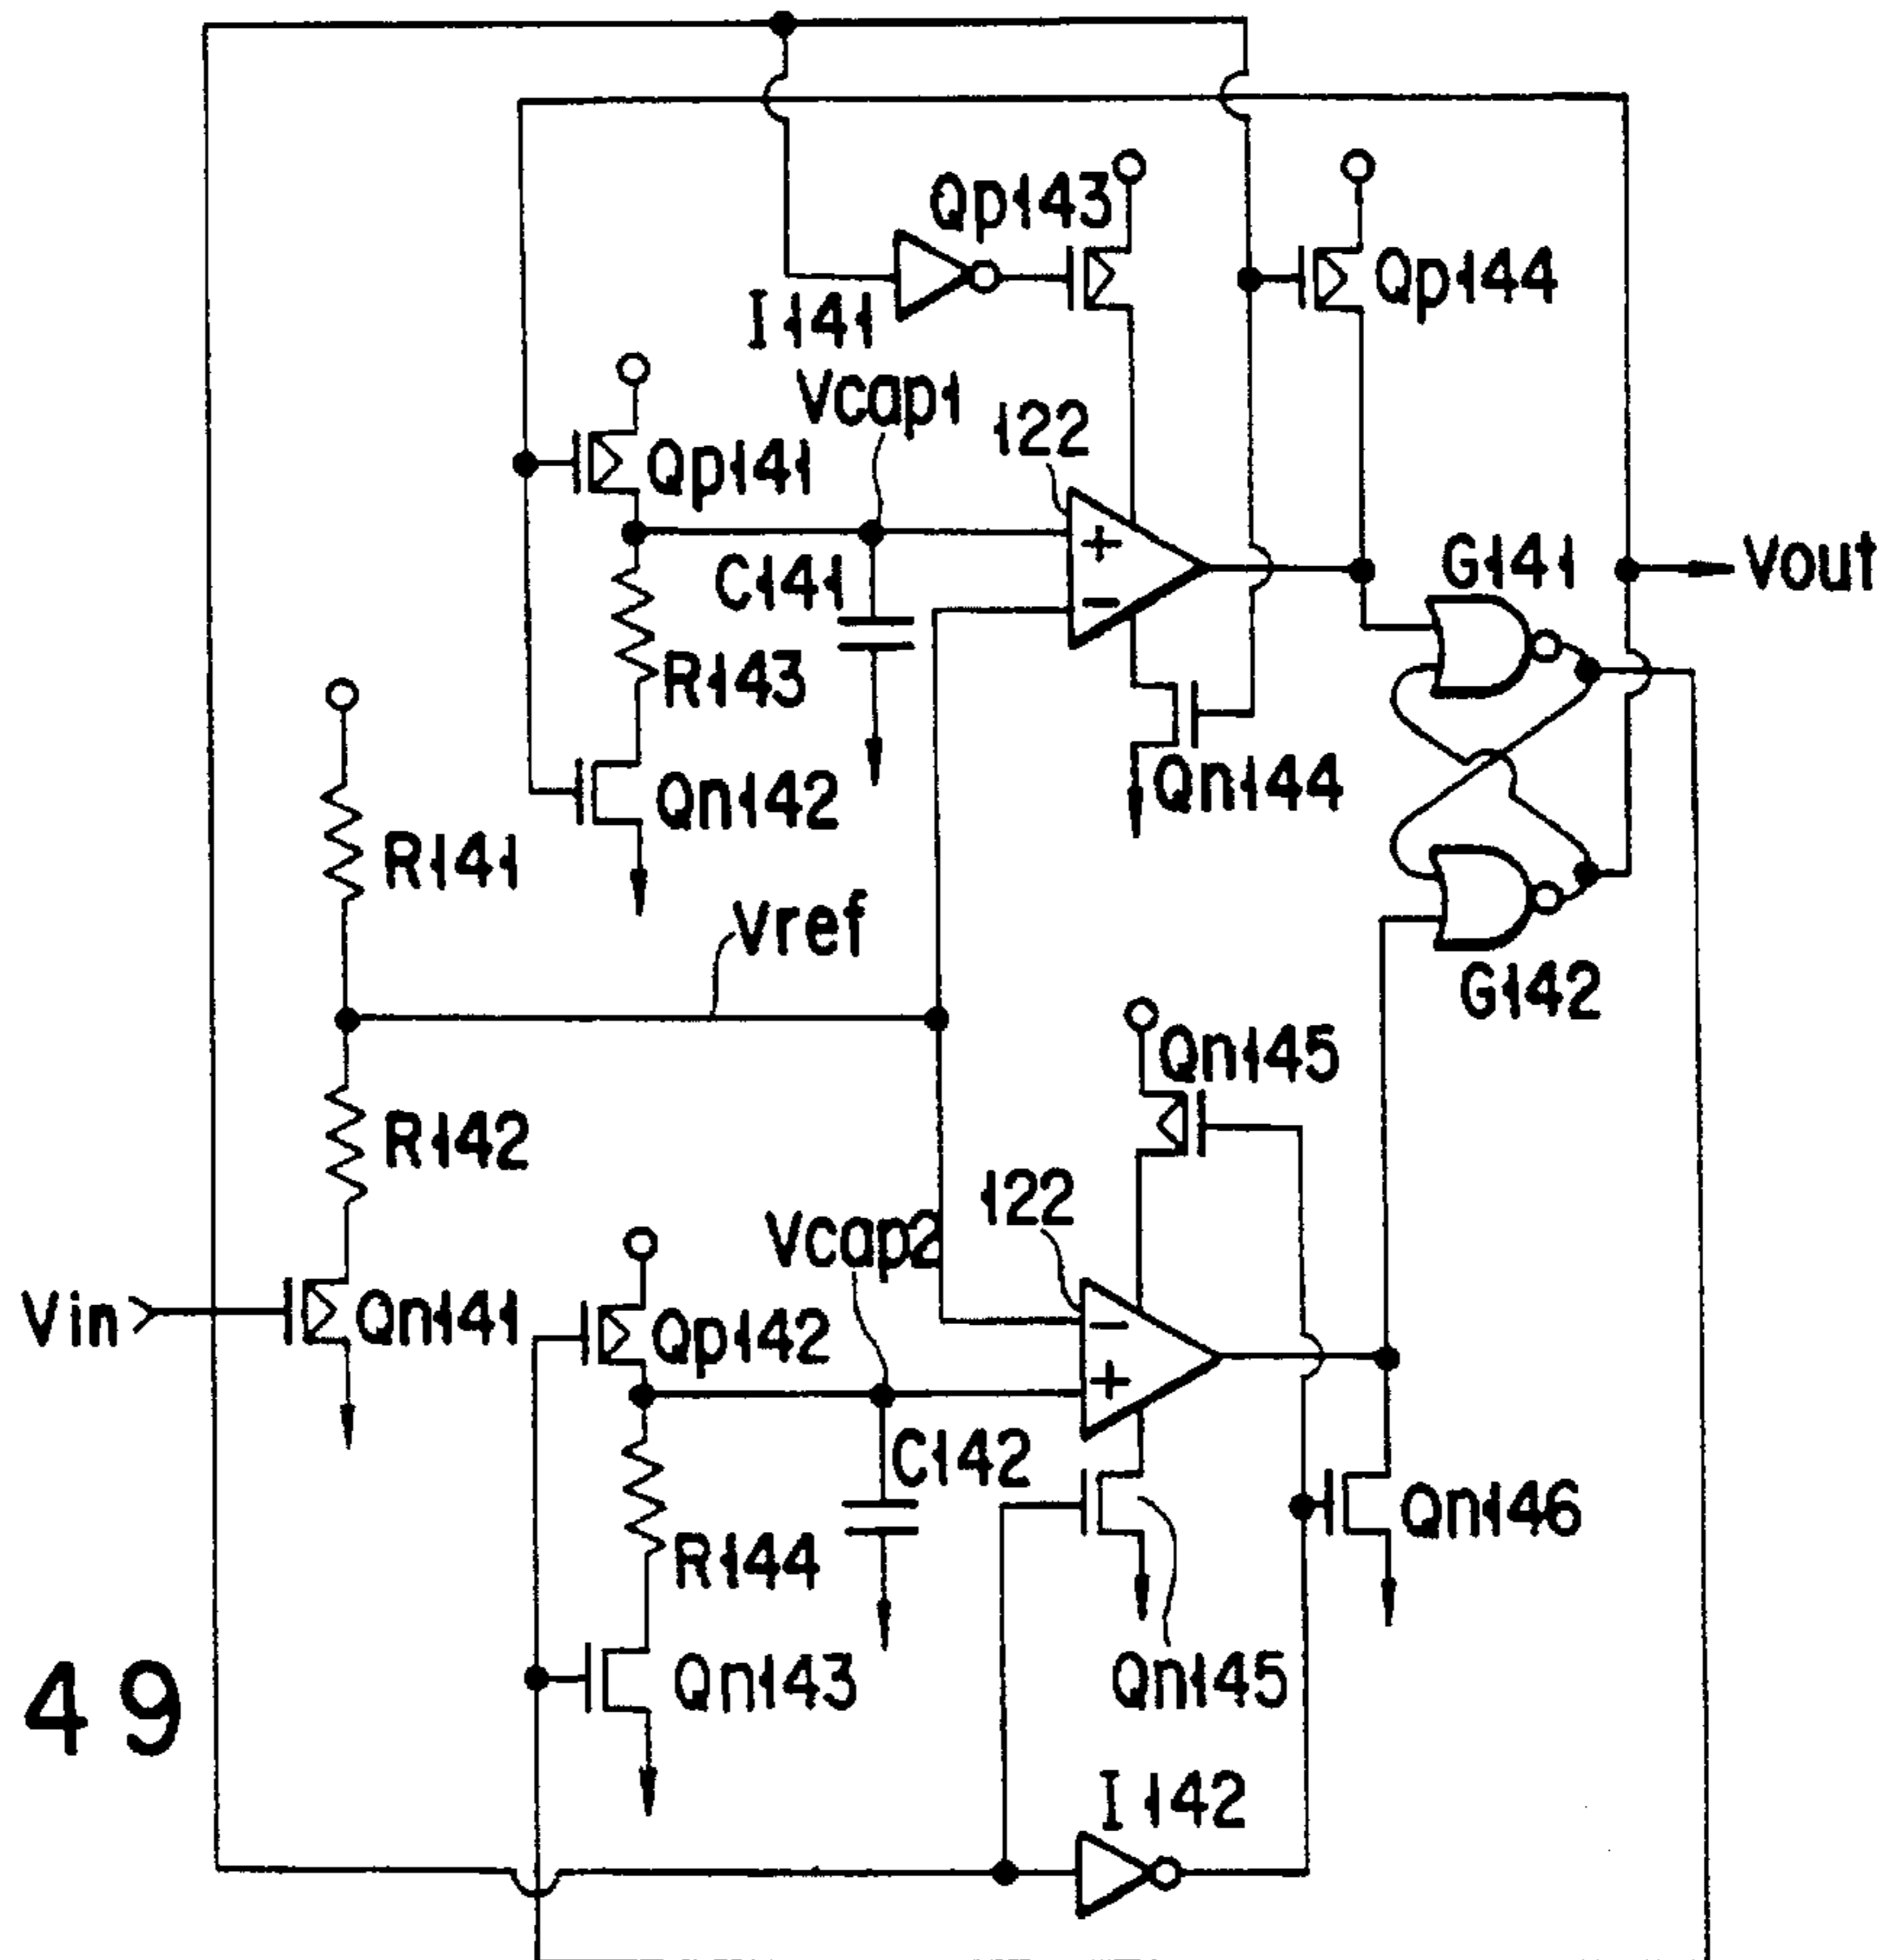 Qp143
Qp144
I141
Vcap1
122
Qp141
+
C141
G141
Vout
−
R143
Qn144
Qn142
R141
Vref
G142
Qn145
R142
122
Vcap2
Vin
Qn141
Qp142
−
+
C142
Qn146
R144
Qn143
Qn145
49
I142